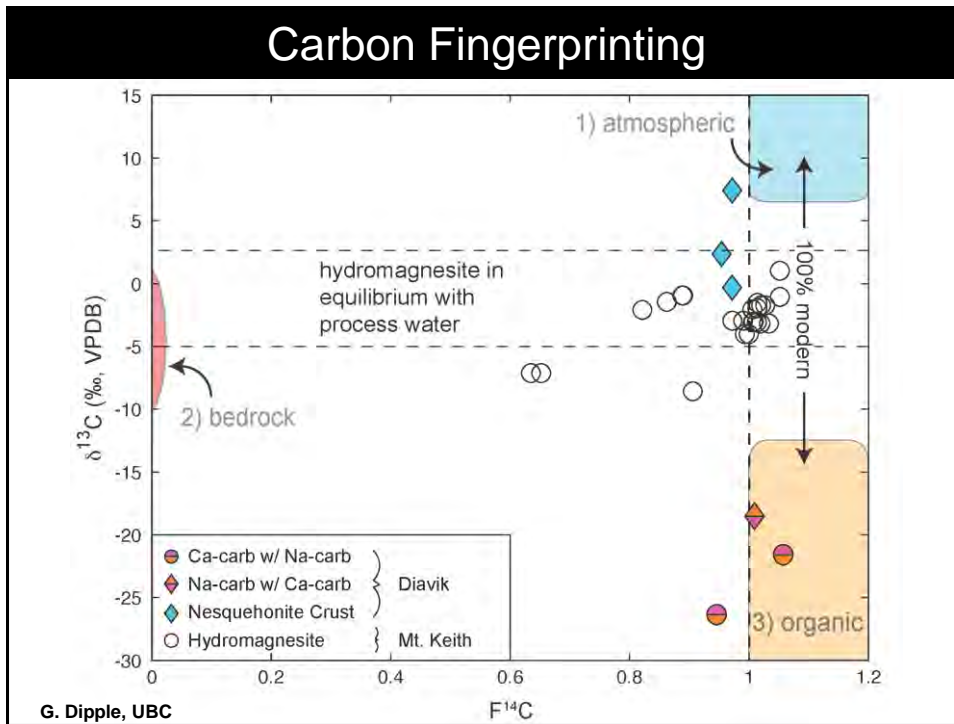 Carbon Fingerprinting
15
10
5
0
-5
-10
-15
-20
-25
-30
δ¹³C (‰, VPDB)
1) atmospheric
100% modern
hydromagnesite in
equilibrium with
process water
2) bedrock
3) organic
Ca-carb w/ Na-carb
Na-carb w/ Ca-carb
Diavik
Nesquehonite Crust
Hydromagnesite
Mt. Keith
0
0.2
0.4
0.6
0.8
1
1.2
F¹⁴C
G. Dipple, UBC